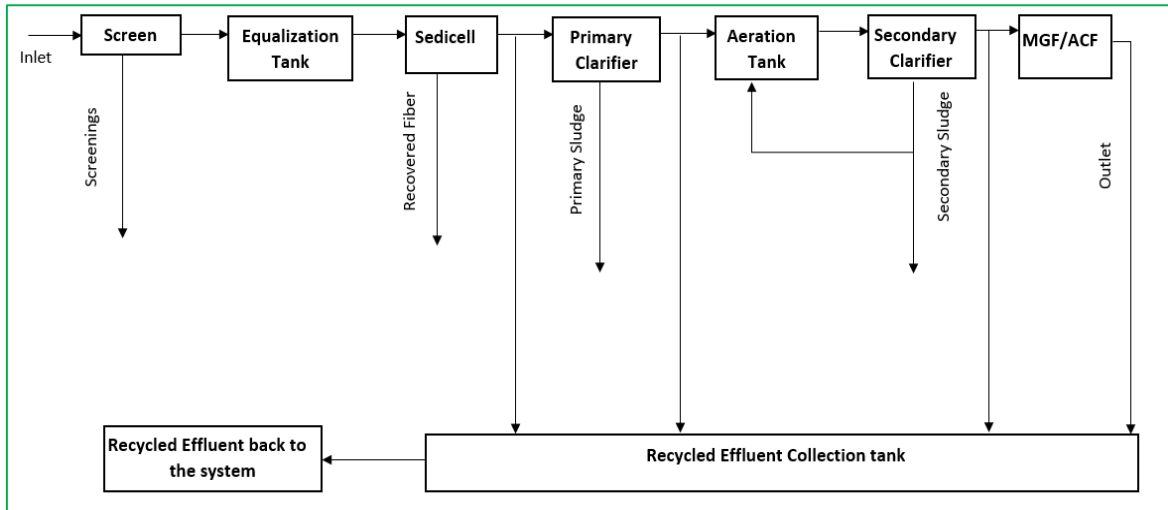 Inlet
Screen
Equalization
Tank
Sedicell
Primary
Clarifier
Aeration
Tank
Secondary
Clarifier
MGF/ACF
Screenings
Recovered Fiber
Primary Sludge
Secondary Sludge
Outlet
Recycled Effluent back to
the system
Recycled Effluent Collection tank